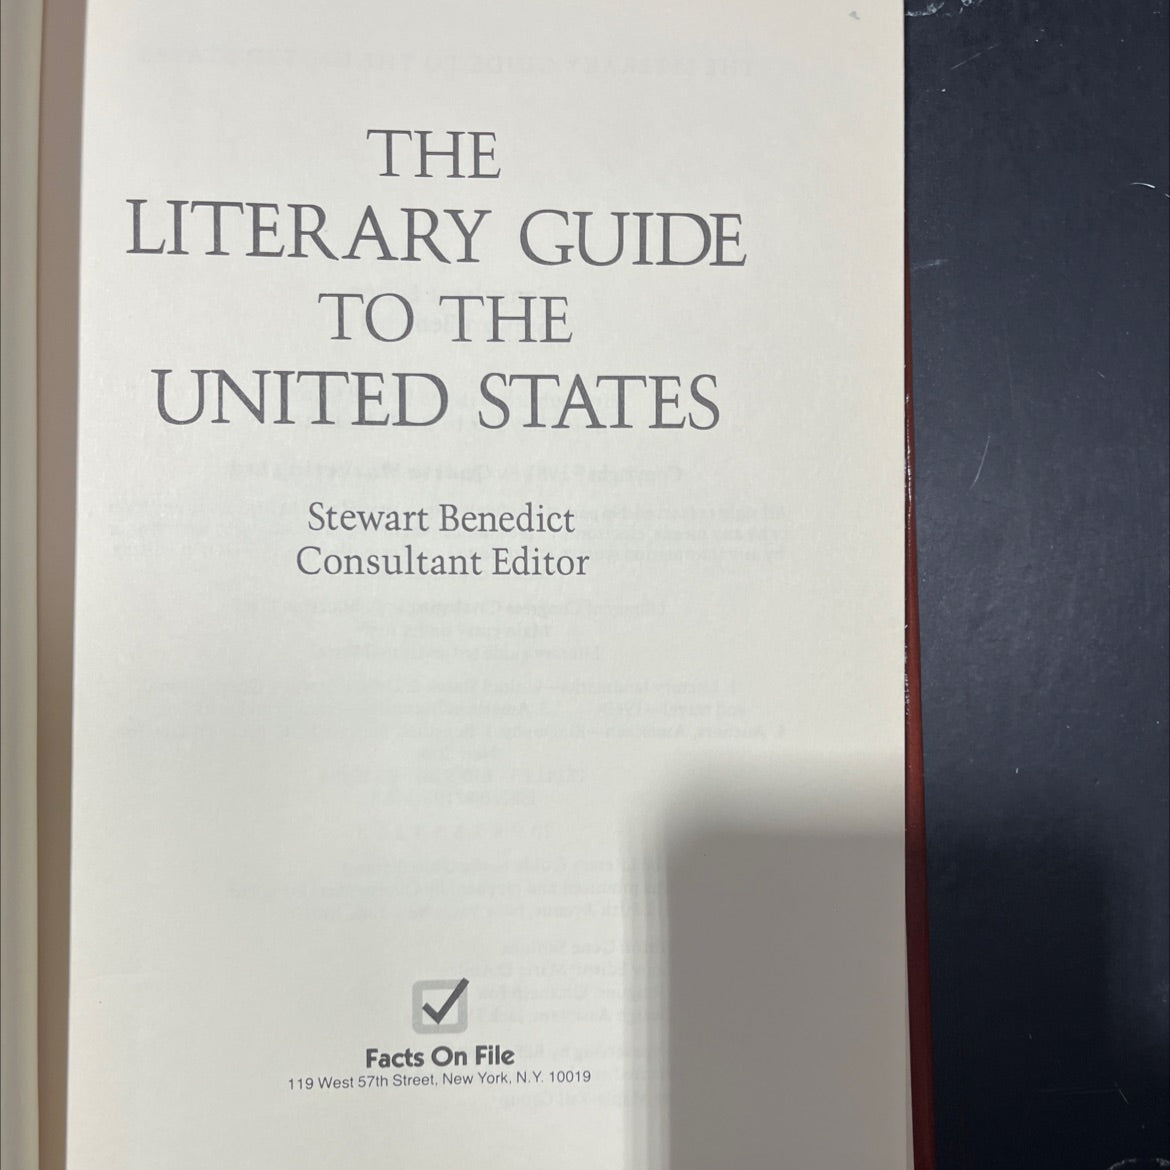 THE
LITERARY GUIDE
TO THE
UNITED STATES
Stewart Benedict
Consultant Editor
Facts On File
119 West 57th Street, New York, N.Y. 10019